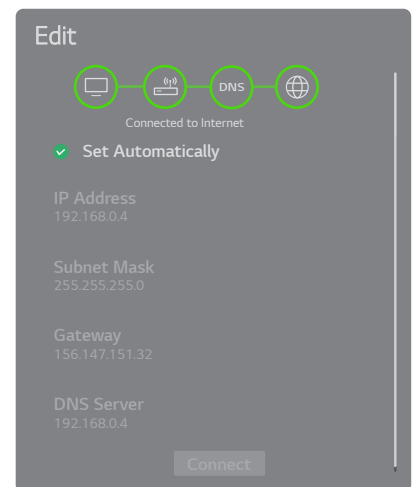 Edit
DNS
Connected to Internet
Set Automatically
IP Address
192.168.0.4
Subnet Mask
255.255.255.0
Gateway
156.147.151.32
DNS Server
192.168.0.4
Connect